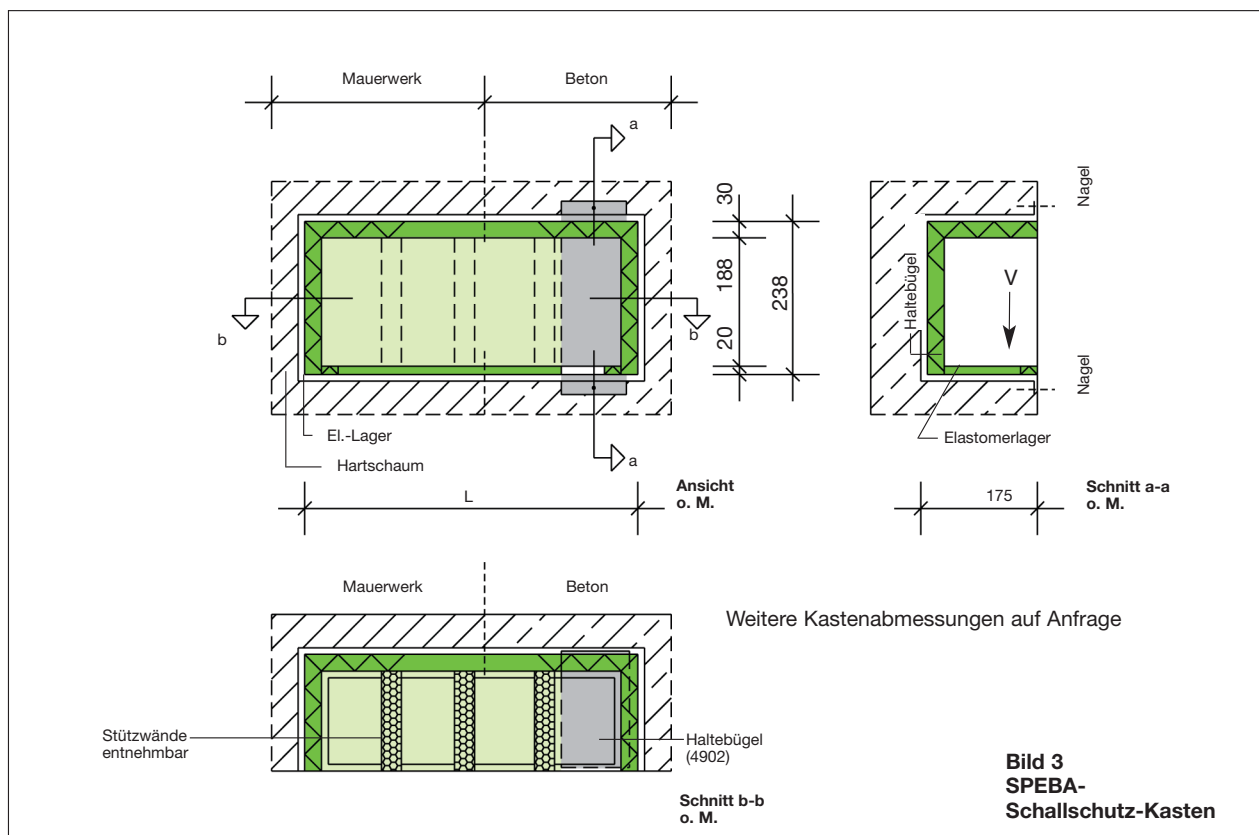 Mauerwerk
Beton
a
Nagel
30
188
238
20
b
b
Haltebügel
V
Nagel
El.-Lager
Hartschaum
a
Elastomerlager
L
Ansicht
o. M.
175
Schnitt a-a
o. M.
Mauerwerk
Beton
Weitere Kastenabmessungen auf Anfrage
Stützwände
entnehmbar
Haltebügel
(4902)
Schnitt b-b
o. M.
Bild 3
SPEBA-
Schallschutz-Kasten